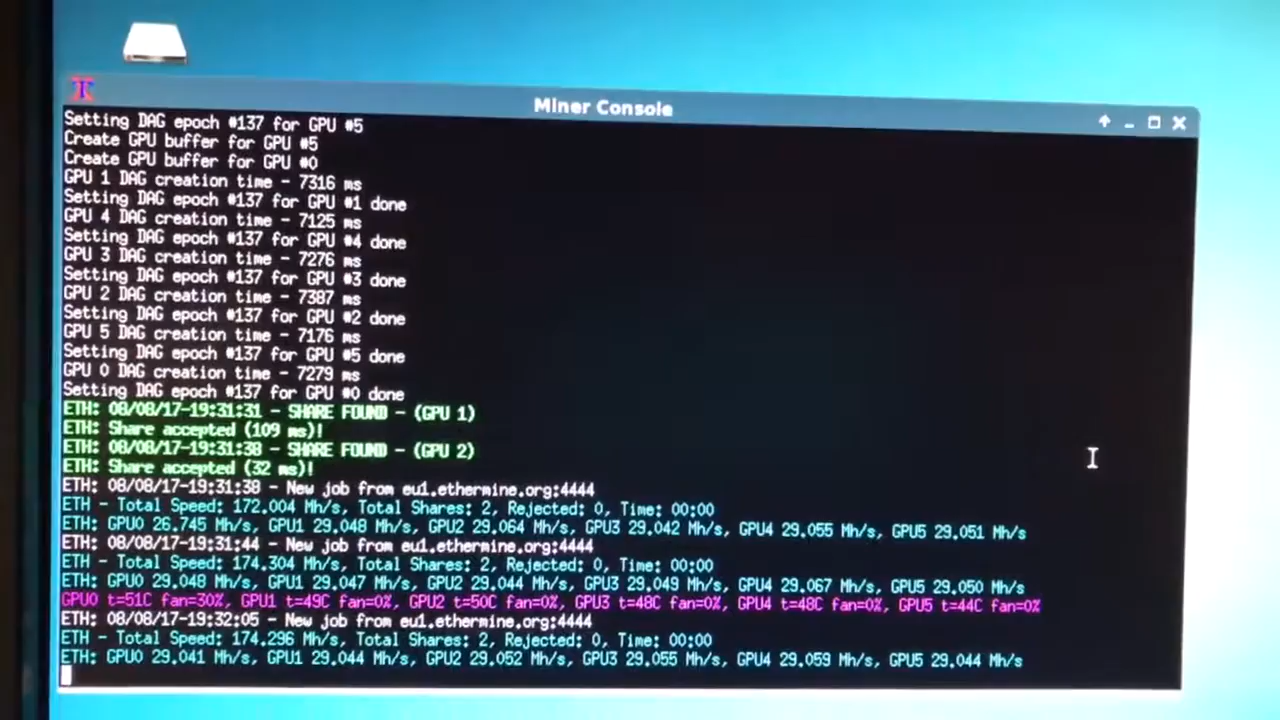 Miner Console
Setting DAG epoch #137 for GPU #5
Create GPU buffer for GPU #5
Create GPU buffer for GPU #0
GPU 1 DAG creation time - 7316 ms
Setting DAG epoch #137 for GPU #1 done
GPU 4 DAG creation time - 7125 ms
Setting DAG epoch #137 for GPU #4 done
GPU 3 DAG creation time - 7276 ms
Setting DAG epoch #137 for GPU #3 done
GPU 2 DAG creation time - 7387 ms
Setting DAG epoch #137 for GPU #2 done
GPU 5 DAG creation time - 7176 ms
Setting DAG epoch #137 for GPU #5 done
GPU 0 DAG creation time - 7279 ms
Setting DAG epoch #137 for GPU #0 done
ETH: 08/08/17-19:31:31 - SHARE FOUND - (GPU 1)
ETH: Share accepted (109 ms)!
ETH: 08/08/17-19:31:38 - SHARE FOUND - (GPU 2)
ETH: Share accepted (32 ms)!
ETH: 08/08/17-19:31:38 - New job from eu1.ethermine.org:4444
ETH - Total Speed: 172.004 Mh/s, Total Shares: 2, Rejected: 0, Time: 00:00
ETH: GPU0 26.745 Mh/s, GPU1 29.048 Mh/s, GPU2 29.064 Mh/s, GPU3 29.042 Mh/s, GPU4 29.055 Mh/s, GPU5 29.051 Mh/s
ETH: 08/08/17-19:31:44 - New job from eu1.ethermine.org:4444
ETH - Total Speed: 174.304 Mh/s, Total Shares: 2, Rejected: 0, Time: 00:00
ETH: GPU0 29.048 Mh/s, GPU1 29.047 Mh/s, GPU2 29.044 Mh/s, GPU3 29.049 Mh/s, GPU4 29.067 Mh/s, GPU5 29.050 Mh/s
GPU0 t=51C fan=30%, GPU1 t=49C fan=0%, GPU2 t=50C fan=0%, GPU3 t=48C fan=0%, GPU4 t=48C fan=0%, GPU5 t=44C fan=0%
ETH: 08/08/17-19:32:05 - New job from eu1.ethermine.org:4444
ETH - Total Speed: 174.296 Mh/s, Total Shares: 2, Rejected: 0, Time: 00:00
ETH: GPU0 29.041 Mh/s, GPU1 29.044 Mh/s, GPU2 29.052 Mh/s, GPU3 29.055 Mh/s, GPU4 29.059 Mh/s, GPU5 29.044 Mh/s